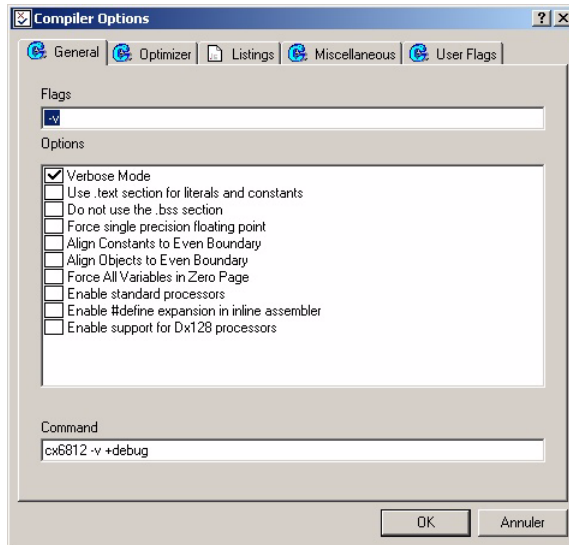 Compiler Options
General Optimizer Listings Miscellaneous User Flags
Flags
-v
Options
Verbose Mode
Use .text section for literals and constants
Do not use the .bss section
Force single precision floating point
Align Constants to Even Boundary
Align Objects to Even Boundary
Force All Variables in Zero Page
Enable standard processors
Enable #define expansion in inline assembler
Enable support for Dx128 processors
Command
cx6812 -v +debug
OK Annuler